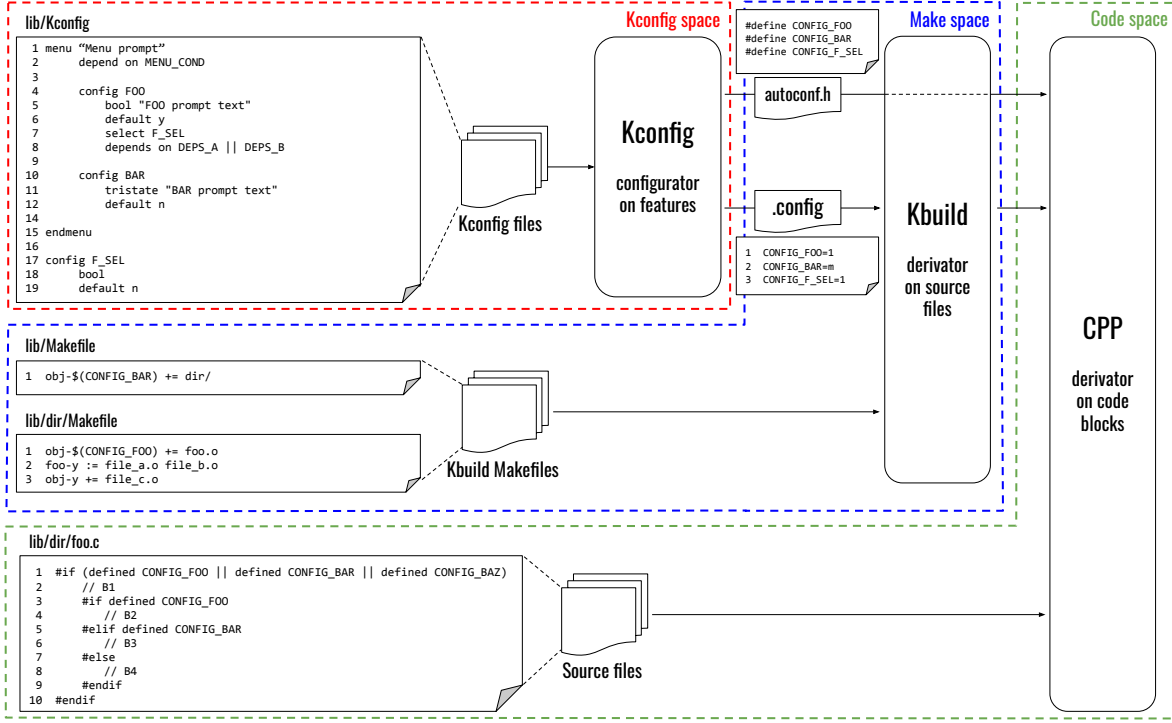 lib/Kconfig
Kconfig space
1 menu “Menu prompt”
2 depend on MENU_COND
3
4 config FOO
5 bool "FOO prompt text"
6 default y
7 select F_SEL
8 depends on DEPS_A || DEPS_B
9
10 config BAR
11 tristate "BAR prompt text"
12 default n
14
15 endmenu
16
17 config F_SEL
18 bool
19 default n
Kconfig files
Kconfig
configurator
on features
#define CONFIG_FOO
#define CONFIG_BAR
#define CONFIG_F_SEL
autoconf.h
.config
1 CONFIG_FOO=1
2 CONFIG_BAR=m
3 CONFIG_F_SEL=1
Make space
Kbuild
derivator
on source
files
Code space
CPP
derivator
on code
blocks
lib/Makefile
1 obj-$(CONFIG_BAR) += dir/
lib/dir/Makefile
1 obj-$(CONFIG_FOO) += foo.o
2 foo-y := file_a.o file_b.o
3 obj-y += file_c.o
Kbuild Makefiles
lib/dir/foo.c
1 #if (defined CONFIG_FOO || defined CONFIG_BAR || defined CONFIG_BAZ)
2 // B1
3 #if defined CONFIG_FOO
4 // B2
5 #elif defined CONFIG_BAR
6 // B3
7 #else
8 // B4
9 #endif
10 #endif
Source files